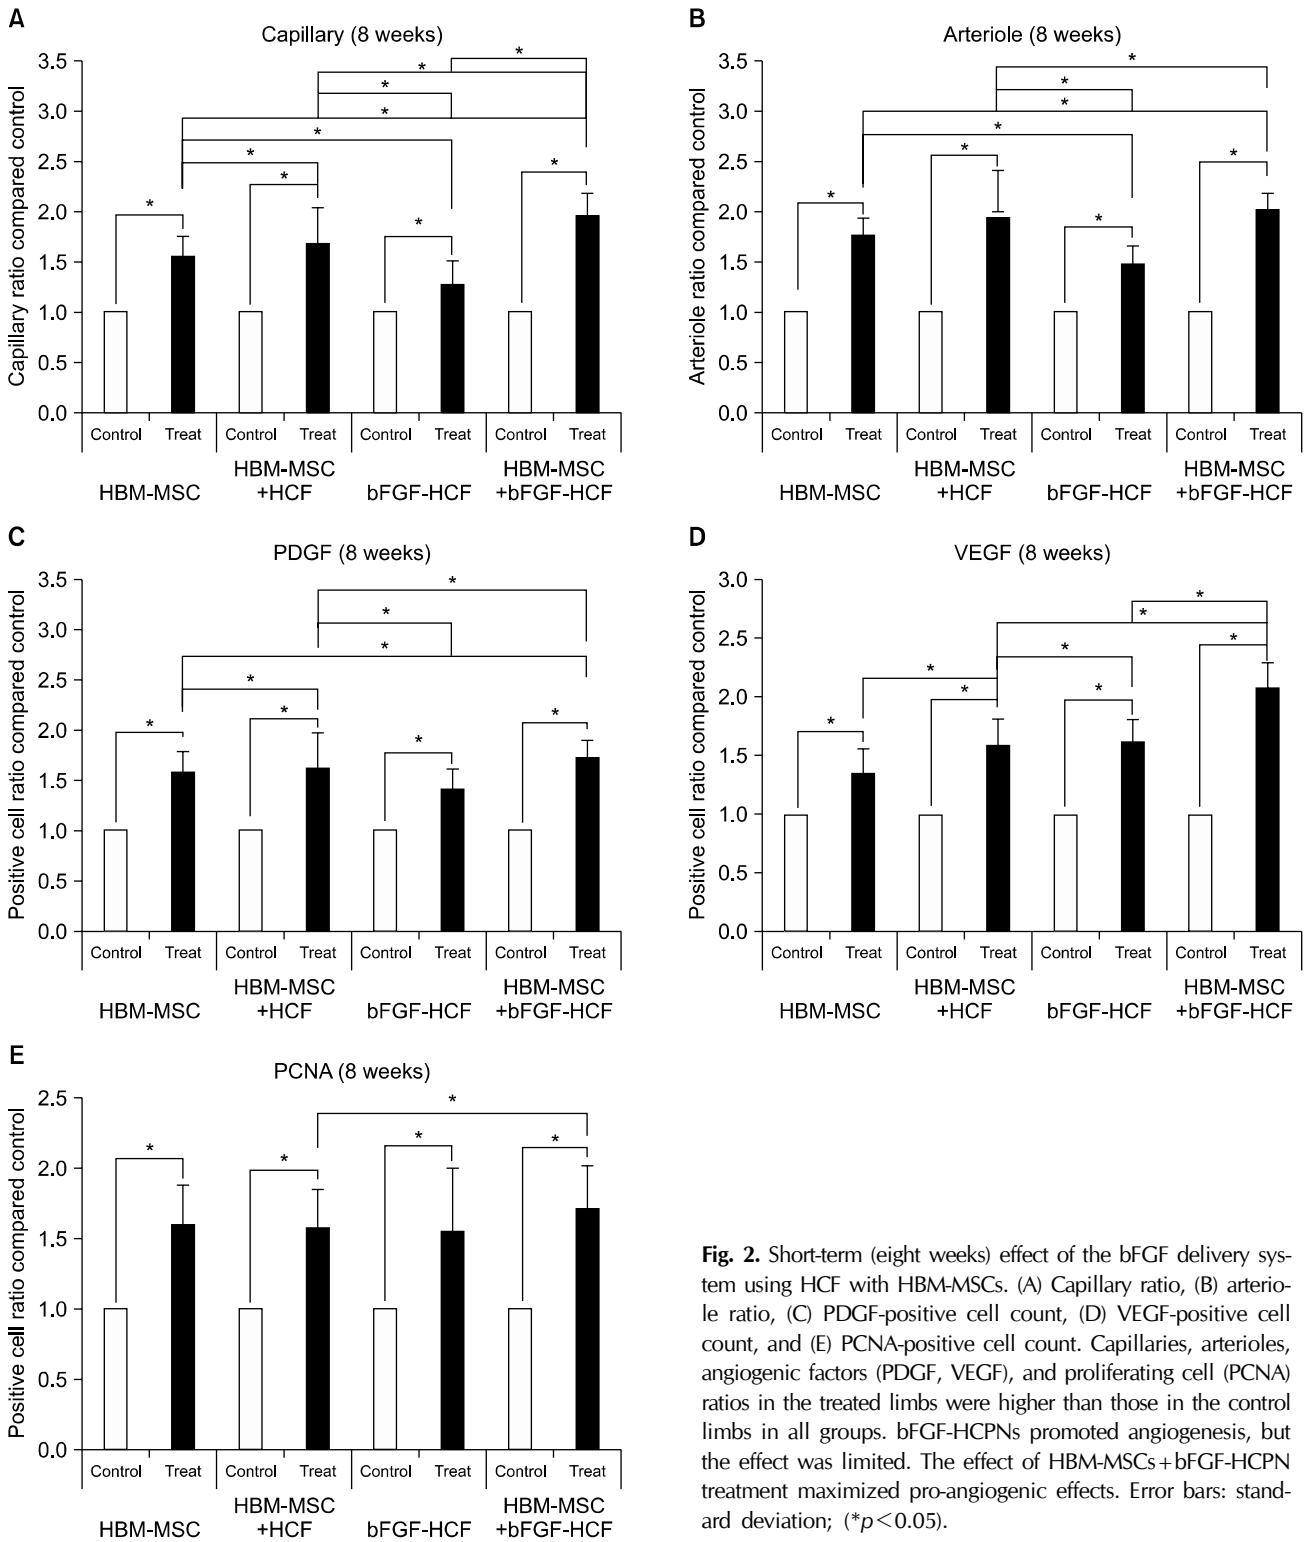 A
Capillary (8 weeks)
Capillary ratio compared control
3.5
3.0
2.5
2.0
1.5
1.0
0.5
0.0
* * * * * * * * * *
Control Treat Control Treat Control Treat Control Treat
HBM-MSC
HBM-MSC
+HCF
bFGF-HCF
HBM-MSC
+bFGF-HCF
B
Arteriole (8 weeks)
Arteriole ratio compared control
3.5
3.0
2.5
2.0
1.5
1.0
0.5
0.0
* * * * * * * *
Control Treat Control Treat Control Treat Control Treat
HBM-MSC
HBM-MSC
+HCF
bFGF-HCF
HBM-MSC
+bFGF-HCF
C
PDGF (8 weeks)
Positive cell ratio compared control
3.5
3.0
2.5
2.0
1.5
1.0
0.5
0.0
* * * * * * * *
Control Treat Control Treat Control Treat Control Treat
HBM-MSC
HBM-MSC
+HCF
bFGF-HCF
HBM-MSC
+bFGF-HCF
D
VEGF (8 weeks)
Positive cell ratio compared control
3.0
2.5
2.0
1.5
1.0
0.5
0.0
* * * * * * * *
Control Treat Control Treat Control Treat Control Treat
HBM-MSC
HBM-MSC
+HCF
bFGF-HCF
HBM-MSC
+bFGF-HCF
E
PCNA (8 weeks)
Positive cell ratio compared control
2.5
2.0
1.5
1.0
0.5
0.0
* * * * *
Control Treat Control Treat Control Treat Control Treat
HBM-MSC
HBM-MSC
+HCF
bFGF-HCF
HBM-MSC
+bFGF-HCF
Fig. 2. Short-term (eight weeks) effect of the bFGF delivery sys-
tem using HCF with HBM-MSCs. (A) Capillary ratio, (B) arterio-
le ratio, (C) PDGF-positive cell count, (D) VEGF-positive cell
count, and (E) PCNA-positive cell count. Capillaries, arterioles,
angiogenic factors (PDGF, VEGF), and proliferating cell (PCNA)
ratios in the treated limbs were higher than those in the control
limbs in all groups. bFGF-HCPNs promoted angiogenesis, but
the effect was limited. The effect of HBM-MSCs+bFGF-HCPN
treatment maximized pro-angiogenic effects. Error bars: stand-
ard deviation; (*p<0.05).